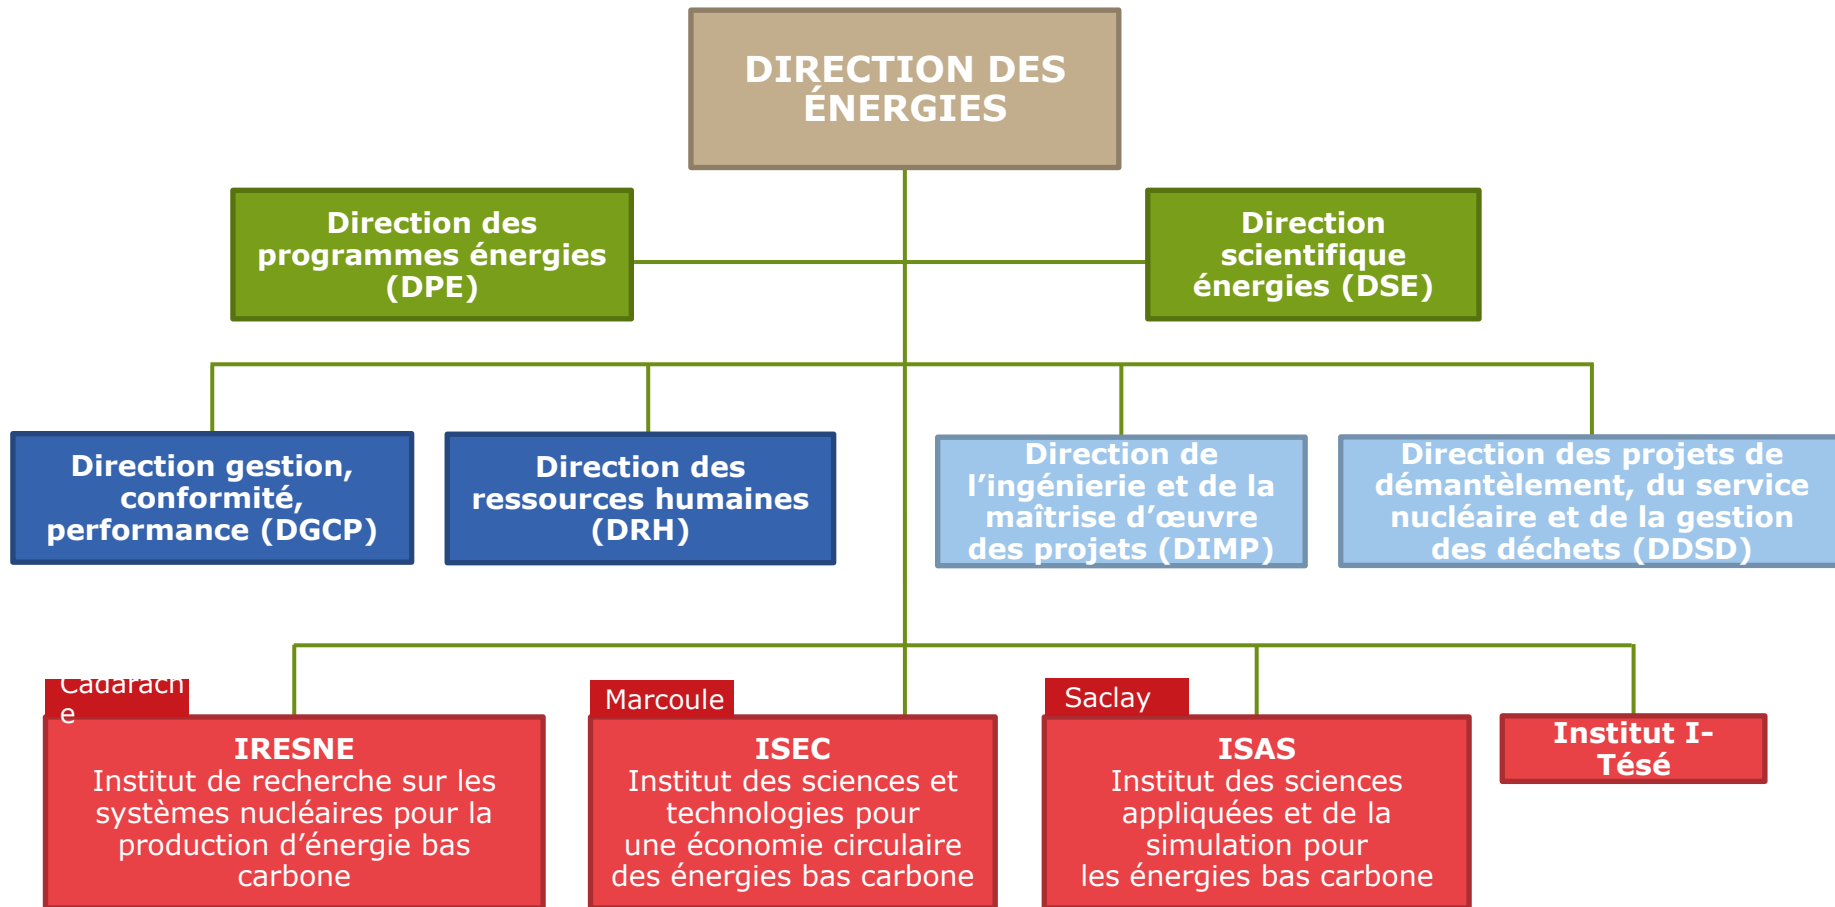 DIRECTION DES
ÉNERGIES
Direction des
programmes énergies
(DPE)
Direction
scientifique
énergies (DSE)
Direction gestion,
conformité,
performance (DGCP)
Direction des
ressources humaines
(DRH)
Direction de
l’ingénierie et de la
maîtrise d’œuvre
des projets (DIMP)
Direction des projets de
démantèlement, du service
nucléaire et de la gestion
des déchets (DDSD)
Cadarach
e
IRESNE
Institut de recherche sur les
systèmes nucléaires pour la
production d’énergie bas
carbone
Marcoule
ISEC
Institut des sciences et
technologies pour
une économie circulaire
des énergies bas carbone
Saclay
ISAS
Institut des sciences
appliquées et de la
simulation pour
les énergies bas carbone
Institut I-
Tésé